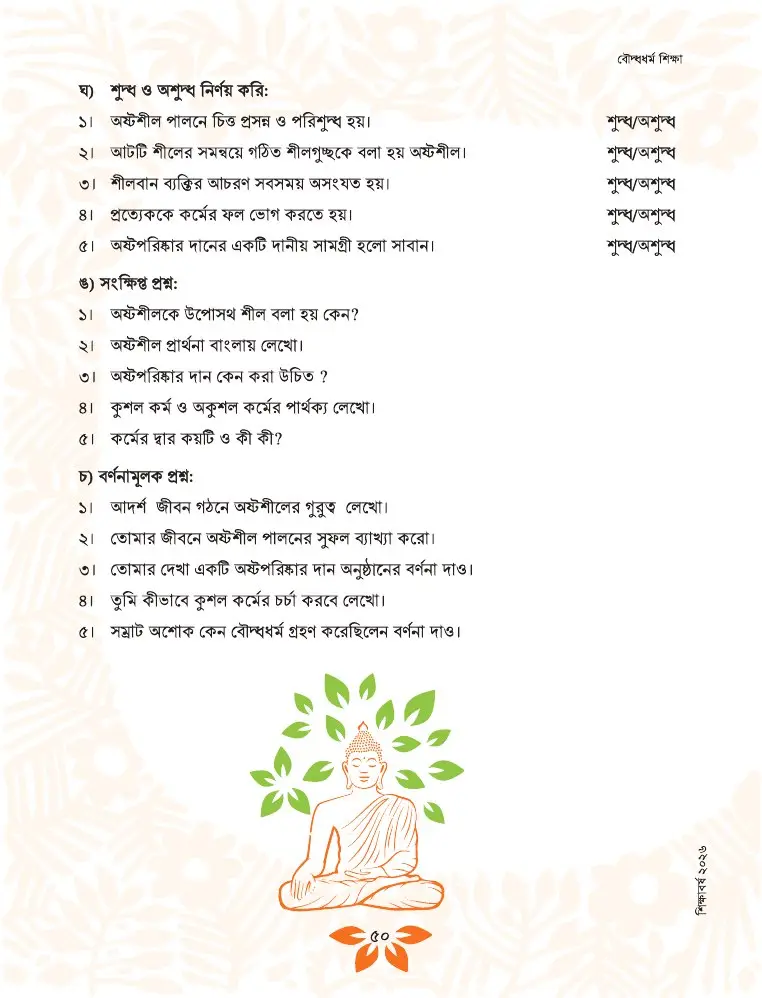 বৌদ্ধধর্ম শিক্ষা
ঘ) শুদ্ধ ও অশুদ্ধ নির্ণয় করি:
১। অষ্টশীল পালনে চিত্ত প্রসন্ন ও পরিশুদ্ধ হয়। শুদ্ধ/অশুদ্ধ
২। আটটি শীলের সমন্বয়ে গঠিত শীলগুচ্ছকে বলা হয় অষ্টশীল। শুদ্ধ/অশুদ্ধ
৩। শীলবান ব্যক্তির আচরণ সবসময় অসংযত হয়। শুদ্ধ/অশুদ্ধ
৪। প্রত্যেককে কর্মের ফল ভোগ করতে হয়। শুদ্ধ/অশুদ্ধ
৫। অষ্টপরিষ্কার দানের একটি দানীয় সামগ্রী হলো সাবান। শুদ্ধ/অশুদ্ধ
ঙ) সংক্ষিপ্ত প্রশ্ন:
১। অষ্টশীলকে উপোসথ শীল বলা হয় কেন?
২। অষ্টশীল প্রার্থনা বাংলায় লেখো।
৩। অষ্টপরিষ্কার দান কেন করা উচিত ?
৪। কুশল কর্ম ও অকুশল কর্মের পার্থক্য লেখো।
৫। কর্মের দ্বার কয়টি ও কী কী?
চ) বর্ণনামূলক প্রশ্ন:
১। আদর্শ জীবন গঠনে অষ্টশীলের গুরুত্ব লেখো।
২। তোমার জীবনে অষ্টশীল পালনের সুফল ব্যাখ্যা করো।
৩। তোমার দেখা একটি অষ্টপরিষ্কার দান অনুষ্ঠানের বর্ণনা দাও।
৪। তুমি কীভাবে কুশল কর্মের চর্চা করবে লেখো।
৫। সম্রাট অশোক কেন বৌদ্ধধর্ম গ্রহণ করেছিলেন বর্ণনা দাও।
শিক্ষাবর্ষ ২০২৬
৫০